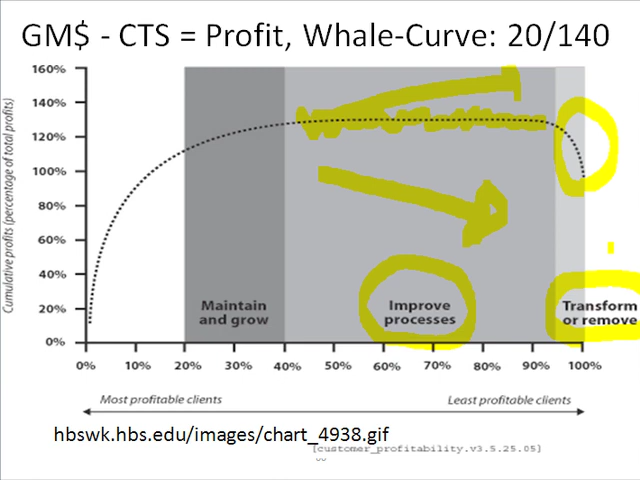 GM$ - CTS = Profit, Whale-Curve: 20/140
Cumulative profits (percentage of total profits)
160%
140%
120%
100%
80%
60%
40%
20%
0%
Maintain
and grow
Improve
processes
Transform
or remove
0% 10% 20% 30% 40% 50% 60% 70% 80% 90% 100%
Most profitable clients Least profitable clients
hbswk.hbs.edu/images/chart_4938.gif
[customer_profitability.v3.5.25.05]